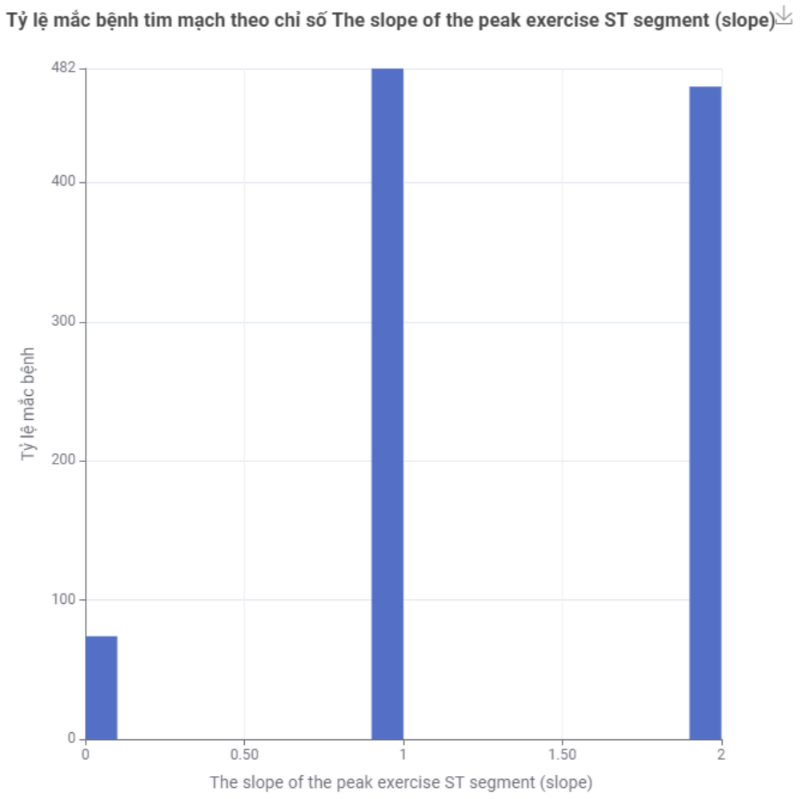 Tỷ lệ mắc bệnh tim mạch theo chỉ số The slope of the peak exercise ST segment (slope)
482
400
300
200
100
0
Tỷ lệ mắc bệnh
0 0.50 1 1.50 2
The slope of the peak exercise ST segment (slope)